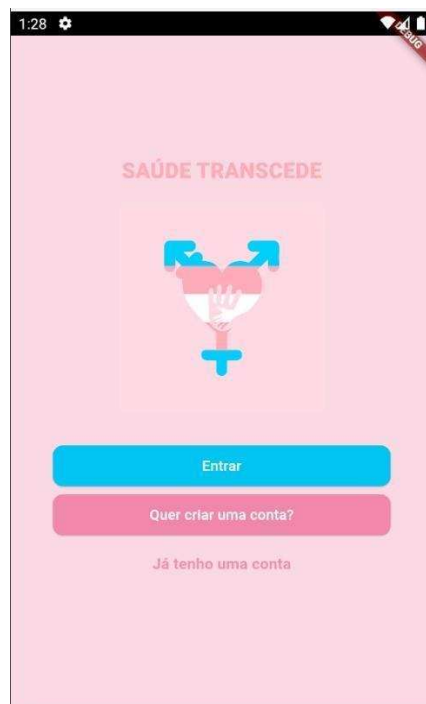 1:28
DEBUG
SAÚDE TRANSCEDE
Entrar
Quer criar uma conta?
Já tenho uma conta